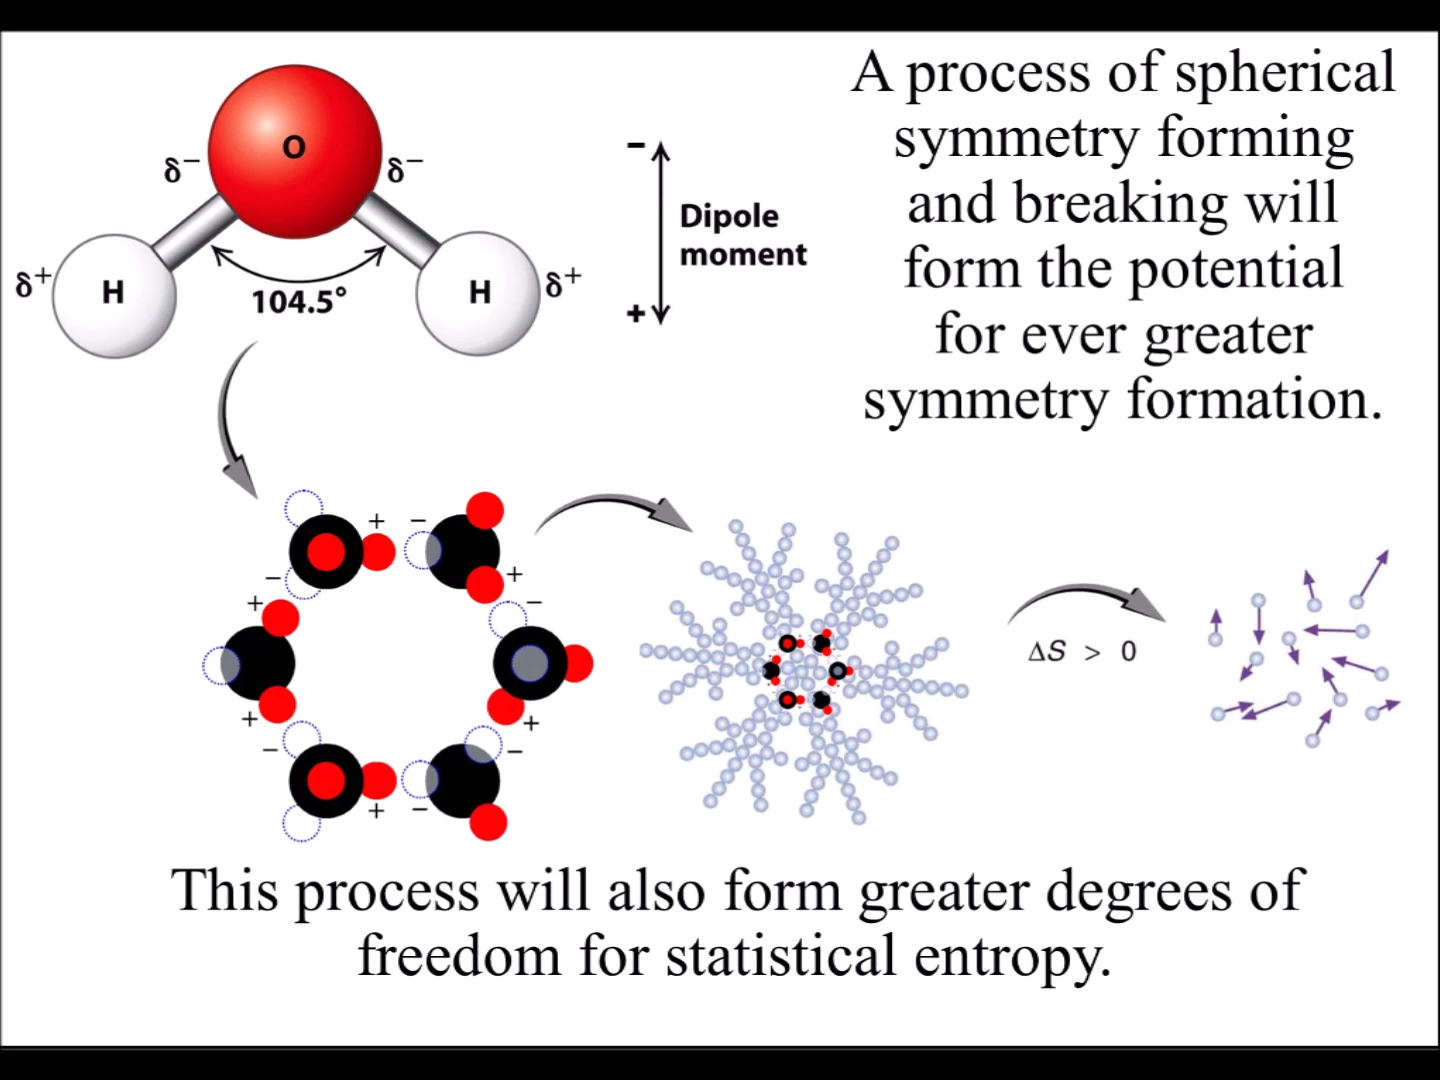 A process of spherical
symmetry forming
and breaking will
form the potential
for ever greater
symmetry formation.
O
δ− δ−
δ+ H H δ+
104.5°
−
Dipole
moment
+
+ −
− +
+ −
+ +
− −
+ −
ΔS > 0
This process will also form greater degrees of
freedom for statistical entropy.